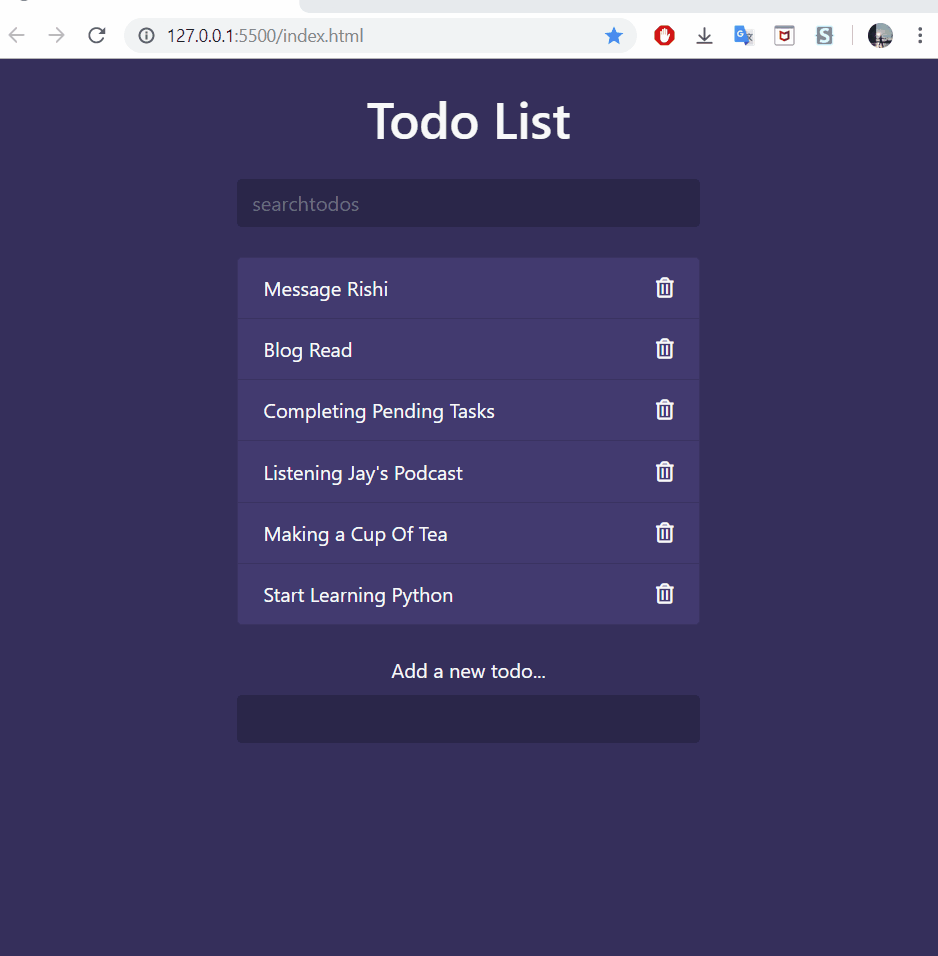 127.0.0.1:5500/index.html
Todo List
searchtodos
Message Rishi
Blog Read
Completing Pending Tasks
Listening Jay's Podcast
Making a Cup Of Tea
Start Learning Python
Add a new todo...